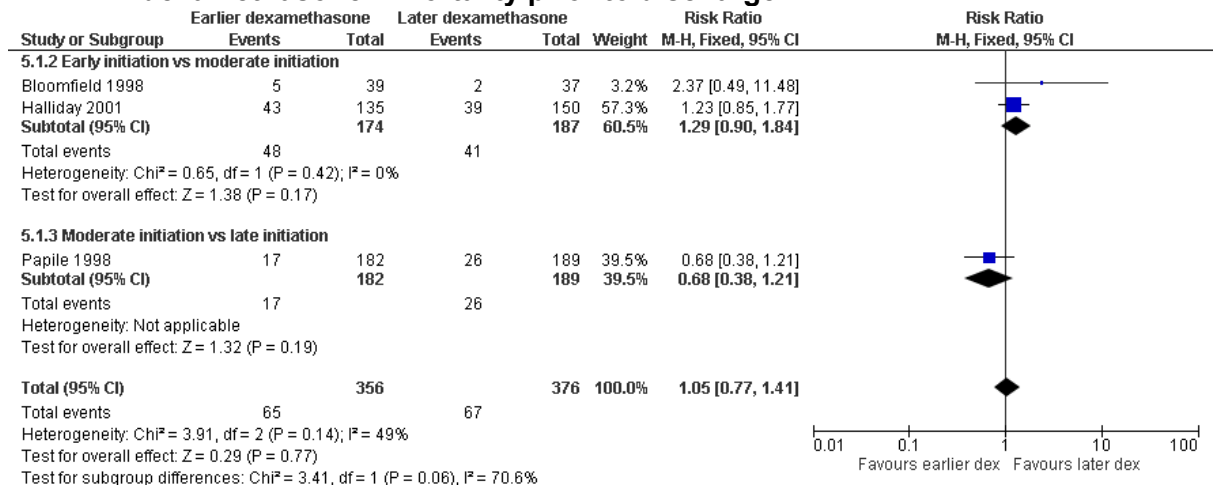 Earlier dexamethasone Later dexamethasone Risk Ratio Risk Ratio
Study or Subgroup Events Total Events Total Weight M-H, Fixed, 95% CI M-H, Fixed, 95% CI
5.1.2 Early initiation vs moderate initiation
Bloomfield 1998 5 39 2 37 3.2% 2.37 [0.49, 11.48]
Halliday 2001 43 135 39 150 57.3% 1.23 [0.85, 1.77]
Subtotal (95% CI) 174 187 60.5% 1.29 [0.90, 1.84]
Total events 48 41
Heterogeneity: Chi² = 0.65, df = 1 (P = 0.42); I² = 0%
Test for overall effect: Z = 1.38 (P = 0.17)
5.1.3 Moderate initiation vs late initiation
Papile 1998 17 182 26 189 39.5% 0.68 [0.38, 1.21]
Subtotal (95% CI) 182 189 39.5% 0.68 [0.38, 1.21]
Total events 17 26
Heterogeneity: Not applicable
Test for overall effect: Z = 1.32 (P = 0.19)
Total (95% CI) 356 376 100.0% 1.05 [0.77, 1.41]
Total events 65 67
Heterogeneity: Chi² = 3.91, df = 2 (P = 0.14); I² = 49%
Test for overall effect: Z = 0.29 (P = 0.77)
Test for subgroup differences: Chi² = 3.41, df = 1 (P = 0.06), I² = 70.6%
0.01 0.1 1 10 100
Favours earlier dex Favours later dex